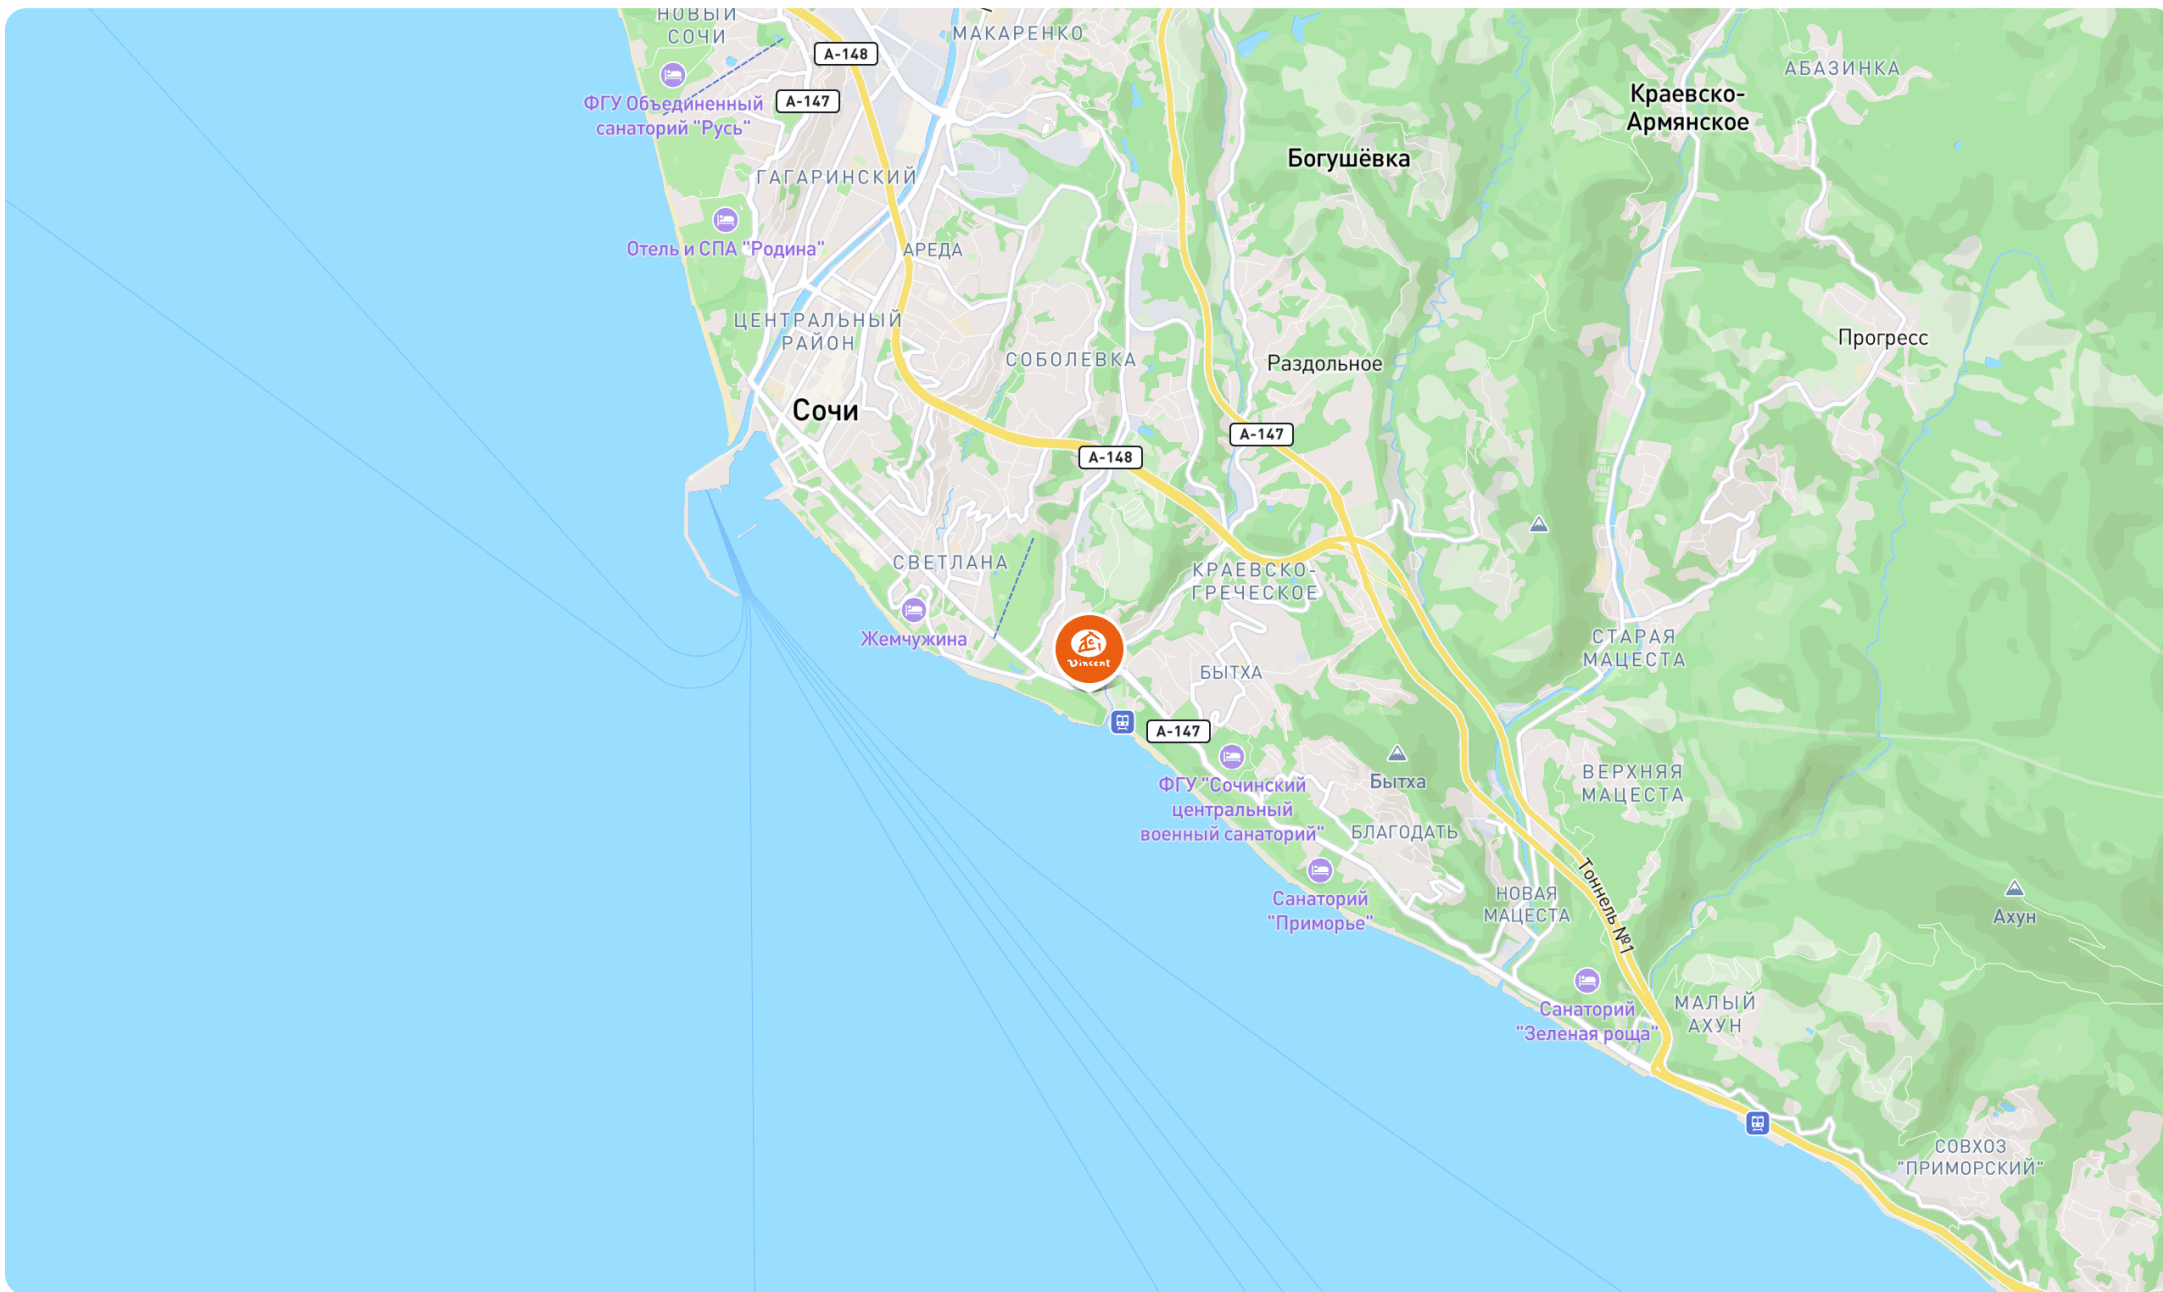 НОВЫЙ
СОЧИ
МАКАРЕНКО
А-148
АБАЗИНКА
ФГУ Объединенный
санаторий "Русь"
А-147
Краевско-
Армянское
Богушёвка
ГАГАРИНСКИЙ
Отель и СПА "Родина"
АРЕДА
ЦЕНТРАЛЬНЫЙ
РАЙОН
СОБОЛЕВКА
Раздольное
Прогресс
Сочи
А-147
А-148
СВЕТЛАНА
КРАЕВСКО-
ГРЕЧЕСКОЕ
Жемчужина
Vincent
БЫТХА
СТАРАЯ
МАЦЕСТА
А-147
ФГУ "Сочинский
центральный
военный санаторий"
Бытха
ВЕРХНЯЯ
МАЦЕСТА
БЛАГОДАТЬ
Тоннель №1
Санаторий
"Приморье"
НОВАЯ
МАЦЕСТА
Ахун
Санаторий
"Зеленая роща"
МАЛЫЙ
АХУН
СОВХОЗ
"ПРИМОРСКИЙ"